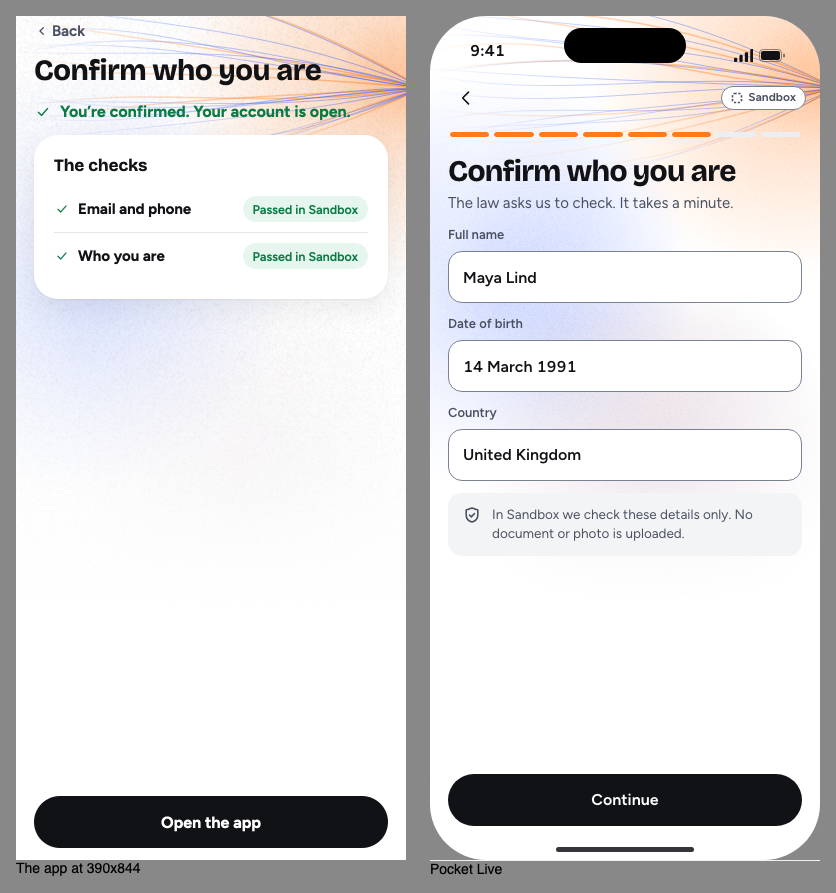 Back
Confirm who you are
You’re confirmed. Your account is open.
The checks
Email and phone
Passed in Sandbox
Who you are
Passed in Sandbox
Open the app
The app at 390x844
9:41
Sandbox
Confirm who you are
The law asks us to check. It takes a minute.
Full name
Maya Lind
Date of birth
14 March 1991
Country
United Kingdom
In Sandbox we check these details only. No
document or photo is uploaded.
Continue
Pocket Live